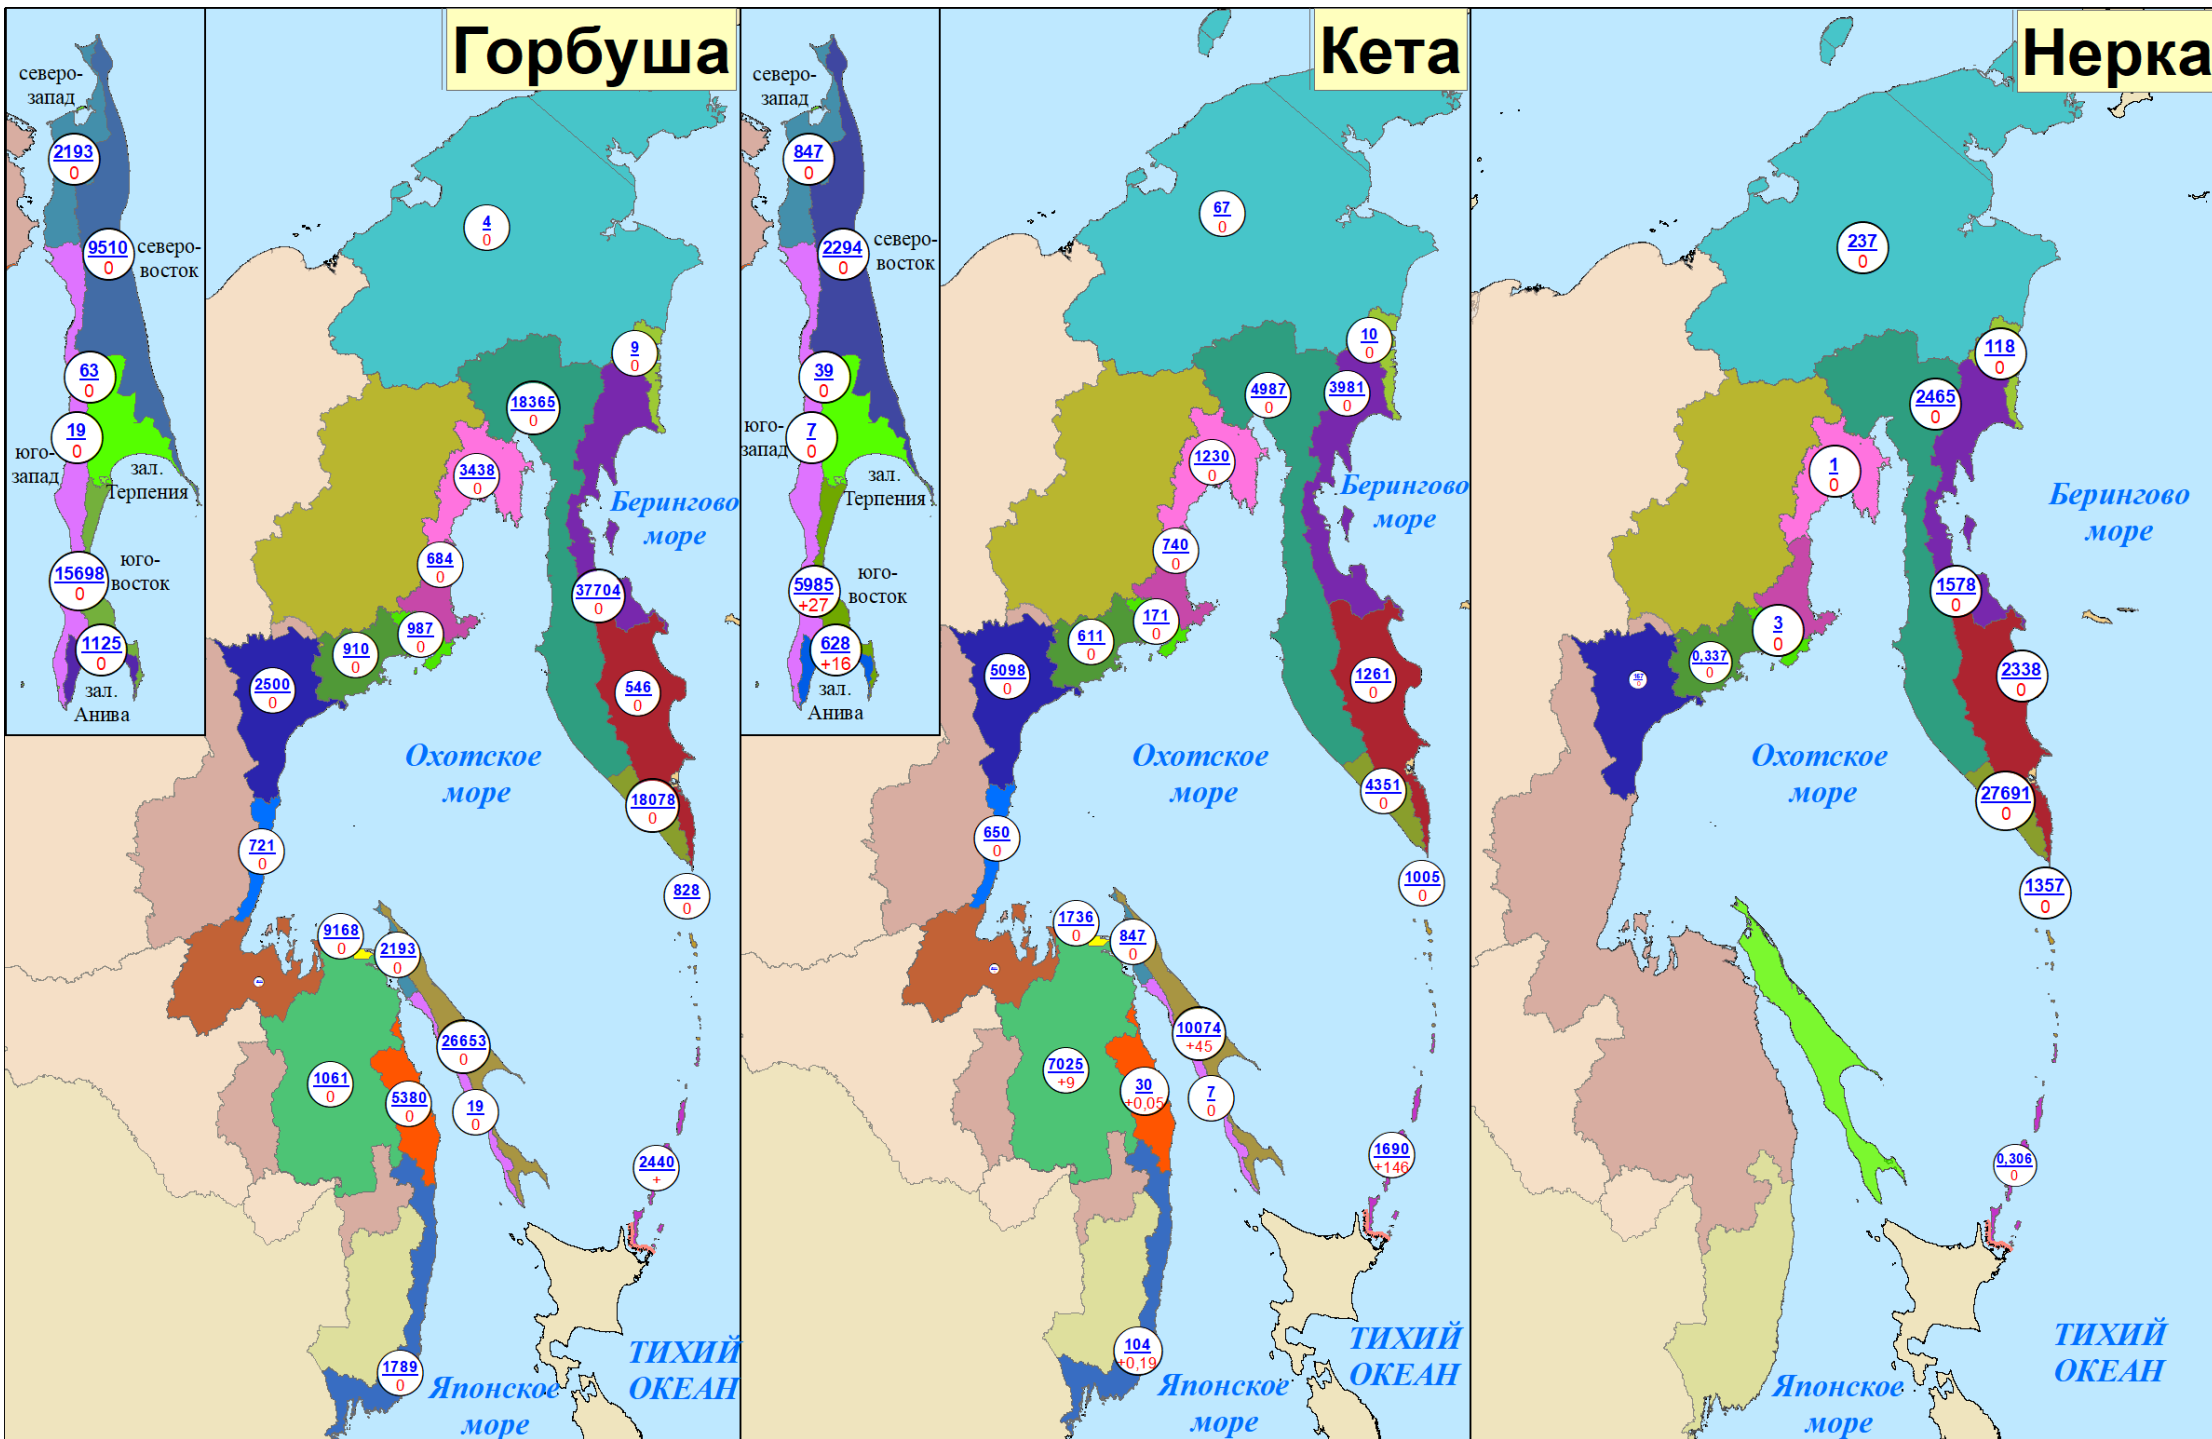 Горбуша
северо-
запад
2193
0
9510
0
северо-
восток
63
0
19
0
юго-
запад
зал.
Терпения
15698
0
юго-
восток
1125
0
зал.
Анива
4
0
9
0
18365
0
3438
0
Берингово
море
684
0
37704
0
987
0
910
0
2500
0
546
0
Охотское
море
18078
0
721
0
828
0
9168
0
2193
0
26653
0
1061
0
5380
0
19
0
2440
+
1789
0
ТИХИЙ
ОКЕАН
Японское
море
Кета
северо-
запад
847
0
2294
0
северо-
восток
39
0
7
0
юго-
запад
зал.
Терпения
5985
+27
юго-
восток
628
+16
зал.
Анива
67
0
10
0
4987
0
3981
0
1230
0
Берингово
море
740
0
171
0
611
0
5098
0
1261
0
Охотское
море
4351
0
650
0
1005
0
1736
0
847
0
10074
+45
7025
+9
30
+0,05
7
0
1690
+146
104
+0,19
ТИХИЙ
ОКЕАН
Японское
море
Нерка
237
0
118
0
2465
0
1
0
Берингово
море
1578
0
3
0
0,337
0
2338
0
Охотское
море
27691
0
1357
0
0,306
0
ТИХИЙ
ОКЕАН
Японское
море